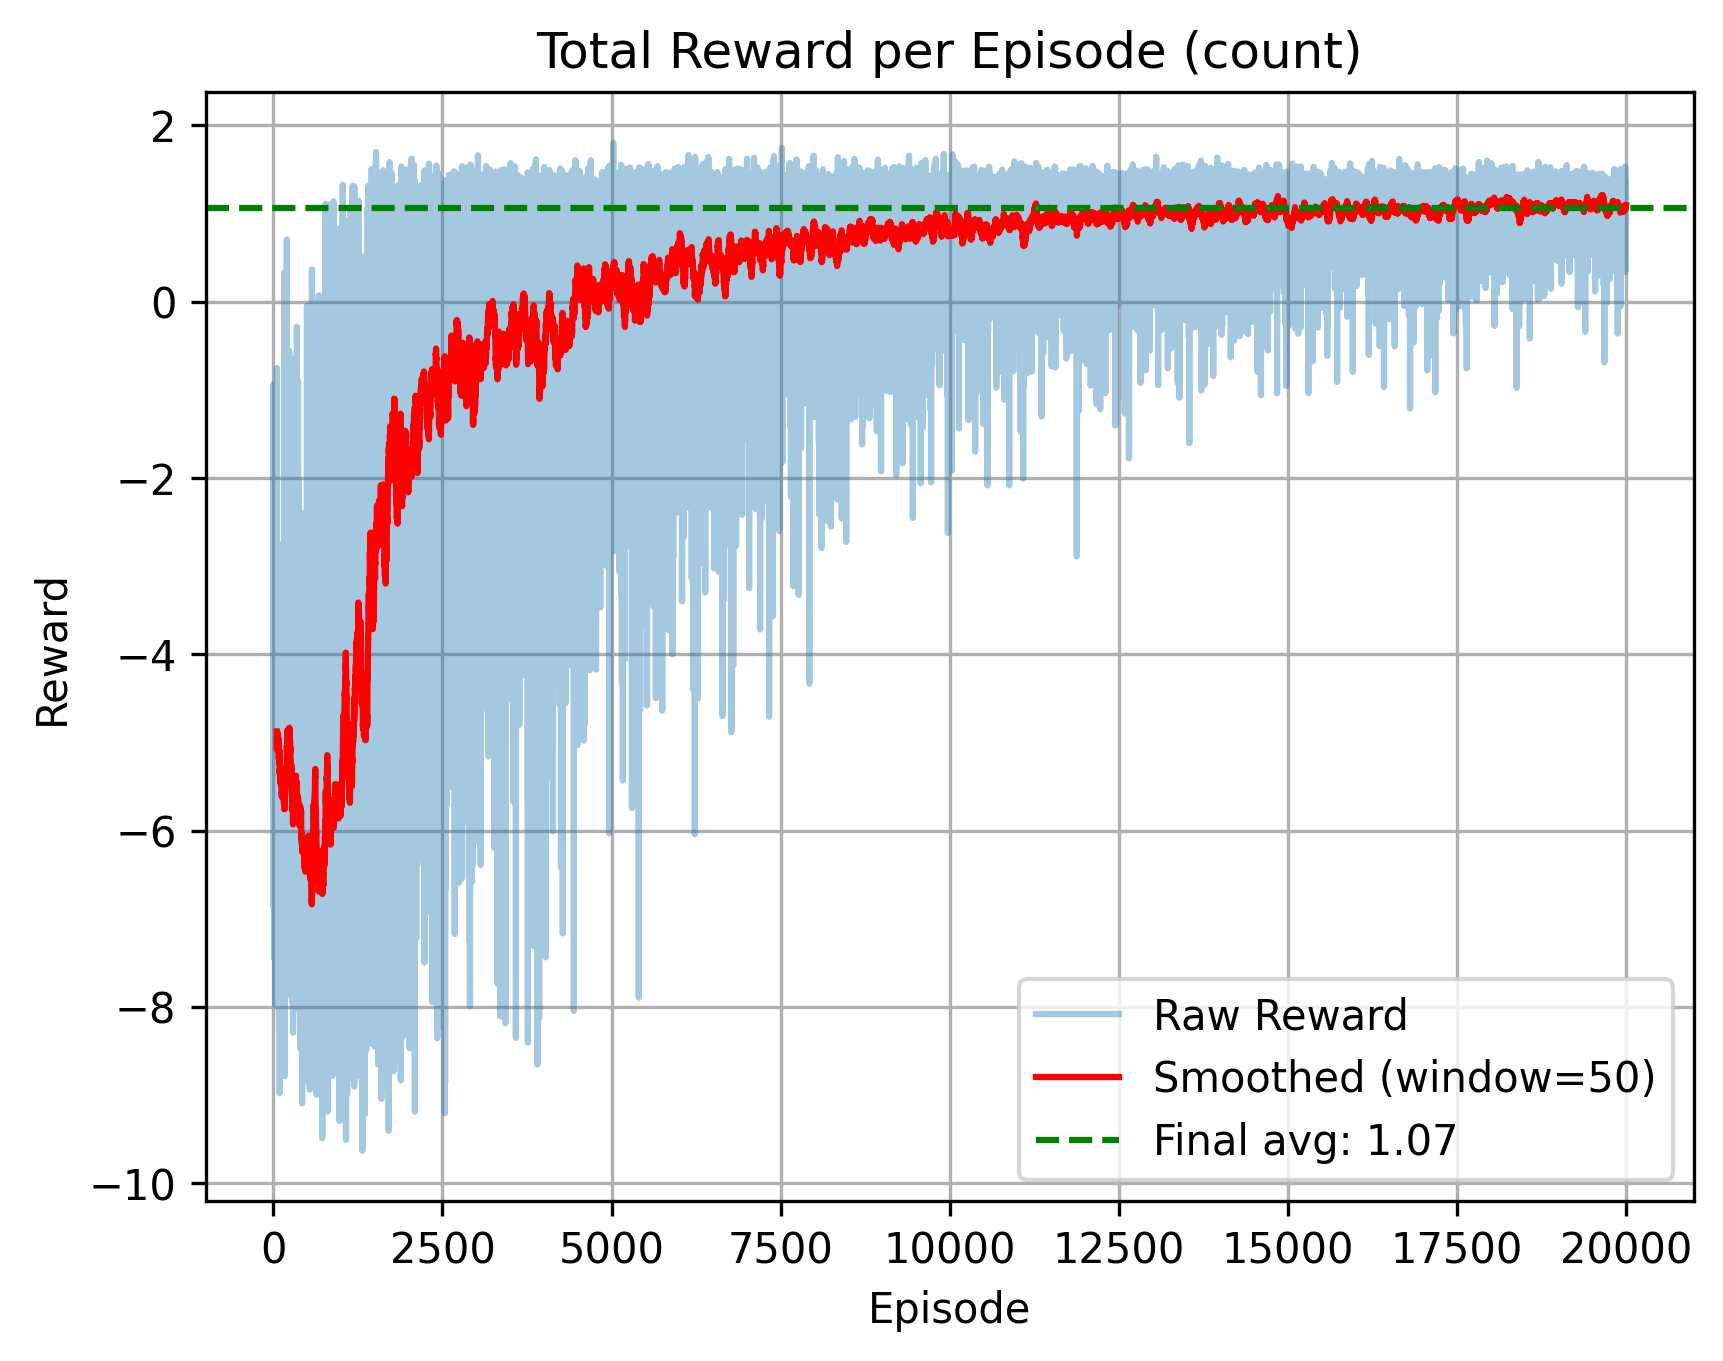 Total Reward per Episode (count)
2
0
−2
−4
−6
−8
−10
Reward
Raw Reward
Smoothed (window=50)
Final avg: 1.07
0 2500 5000 7500 10000 12500 15000 17500 20000
Episode